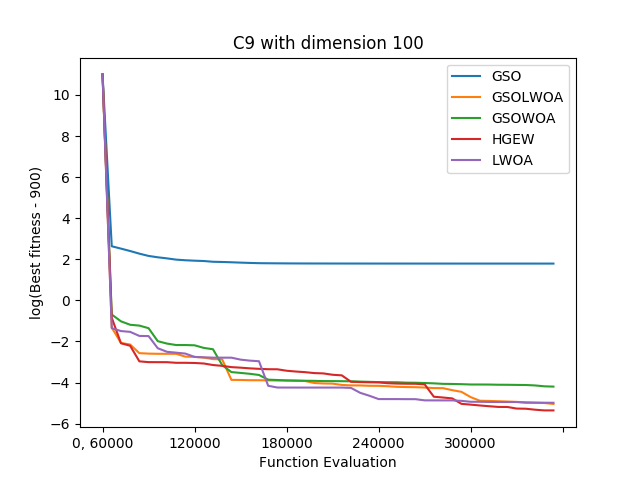 C9 with dimension 100
log(Best fitness - 900)
10
8
6
4
2
0
−2
−4
−6
GSO
GSOLWOA
GSOWOA
HGEW
LWOA
0, 60000 120000 180000 240000 300000
Function Evaluation